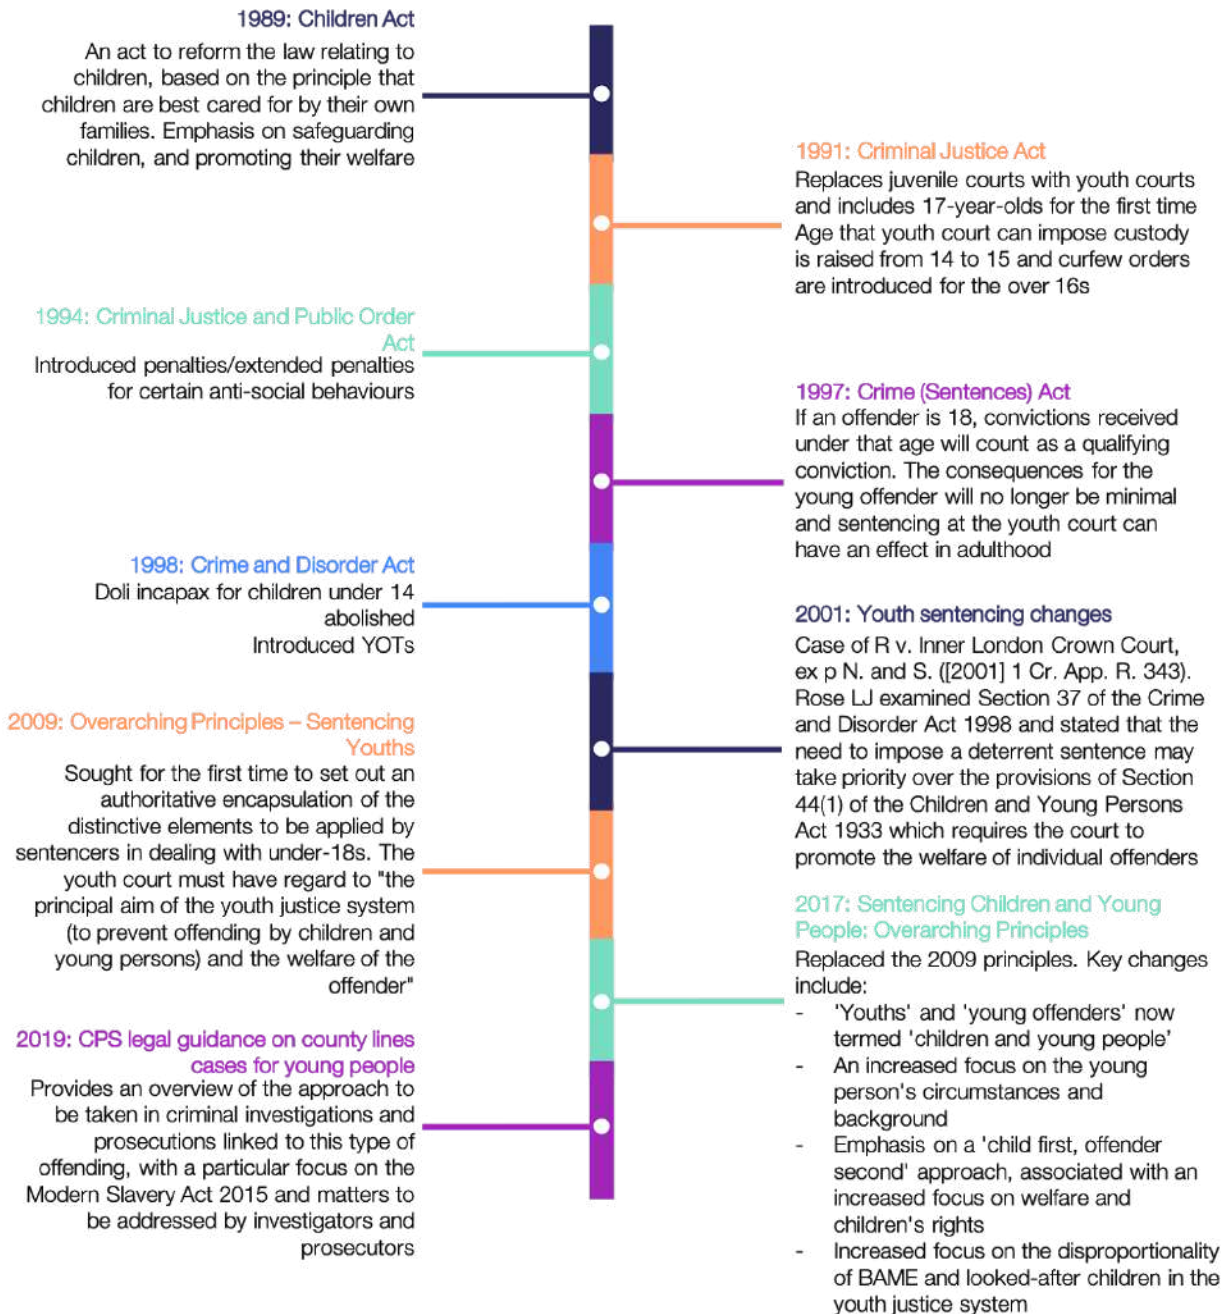 1989: Children Act
An act to reform the law relating to
children, based on the principle that
children are best cared for by their own
families. Emphasis on safeguarding
children, and promoting their welfare
1991: Criminal Justice Act
Replaces juvenile courts with youth courts
and includes 17-year-olds for the first time
Age that youth court can impose custody
is raised from 14 to 15 and curfew orders
are introduced for the over 16s
1994: Criminal Justice and Public Order
Act
Introduced penalties/extended penalties
for certain anti-social behaviours
1997: Crime (Sentences) Act
If an offender is 18, convictions received
under that age will count as a qualifying
conviction. The consequences for the
young offender will no longer be minimal
and sentencing at the youth court can
have an effect in adulthood
1998: Crime and Disorder Act
Doli incapax for children under 14
abolished
Introduced YOTs
2001: Youth sentencing changes
Case of R v. Inner London Crown Court,
ex p N. and S. ([2001] 1 Cr. App. R. 343).
Rose LJ examined Section 37 of the Crime
and Disorder Act 1998 and stated that the
need to impose a deterrent sentence may
take priority over the provisions of Section
44(1) of the Children and Young Persons
Act 1933 which requires the court to
promote the welfare of individual offenders
2009: Overarching Principles – Sentencing
Youths
Sought for the first time to set out an
authoritative encapsulation of the
distinctive elements to be applied by
sentencers in dealing with under-18s. The
youth court must have regard to "the
principal aim of the youth justice system
(to prevent offending by children and
young persons) and the welfare of the
offender"
2017: Sentencing Children and Young
People: Overarching Principles
Replaced the 2009 principles. Key changes
include:
- 'Youths' and 'young offenders' now
termed 'children and young people’
- An increased focus on the young
person's circumstances and
background
- Emphasis on a 'child first, offender
second' approach, associated with an
increased focus on welfare and
children's rights
- Increased focus on the disproportionality
of BAME and looked-after children in the
youth justice system
2019: CPS legal guidance on county lines
cases for young people
Provides an overview of the approach to
be taken in criminal investigations and
prosecutions linked to this type of
offending, with a particular focus on the
Modern Slavery Act 2015 and matters to
be addressed by investigators and
prosecutors